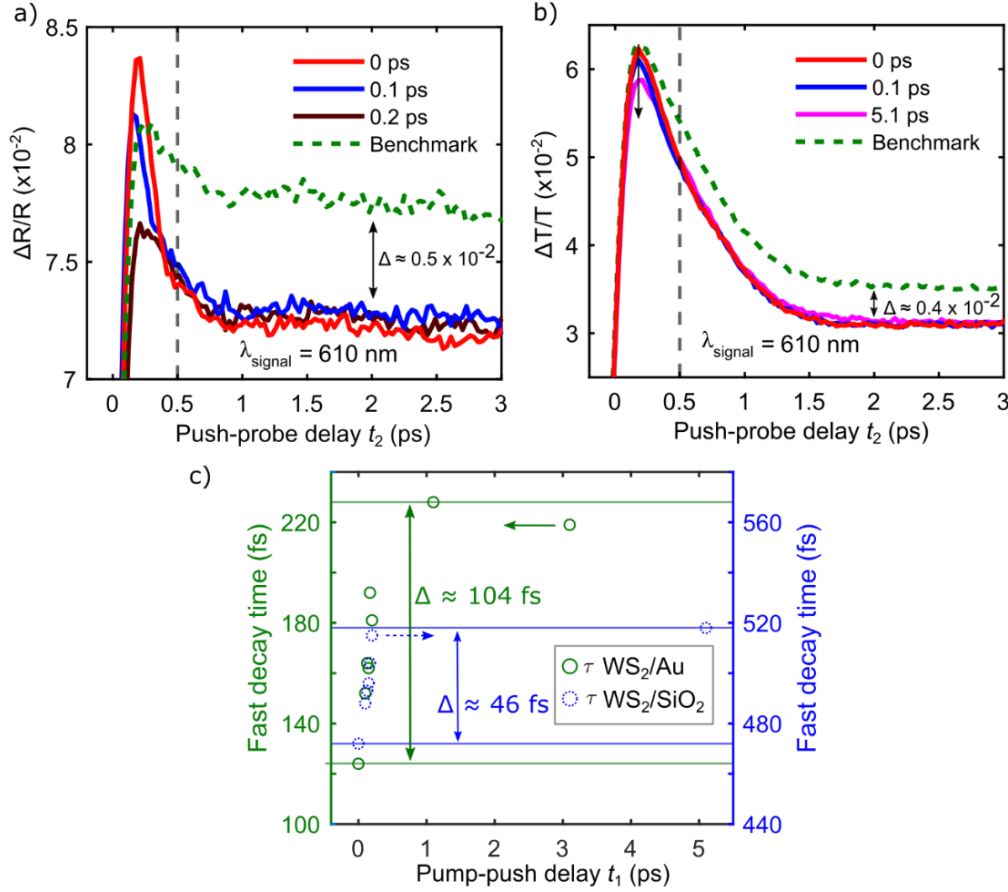 a)
8.5
8
7.5
7
ΔR/R (x10⁻²)
0 ps
0.1 ps
0.2 ps
Benchmark
Δ ≈ 0.5 x 10⁻²
λsignal = 610 nm
0 0.5 1 1.5 2 2.5 3
Push-probe delay t₂ (ps)
b)
6
5
4
3
ΔT/T (x10⁻²)
0 ps
0.1 ps
5.1 ps
Benchmark
Δ ≈ 0.4 x 10⁻²
λsignal = 610 nm
0 0.5 1 1.5 2 2.5 3
Push-probe delay t₂ (ps)
c)
220
180
140
100
Fast decay time (fs)
Δ ≈ 104 fs
Δ ≈ 46 fs
τ WS₂/Au
τ WS₂/SiO₂
560
520
480
440
Fast decay time (fs)
0 1 2 3 4 5
Pump-push delay t₁ (ps)